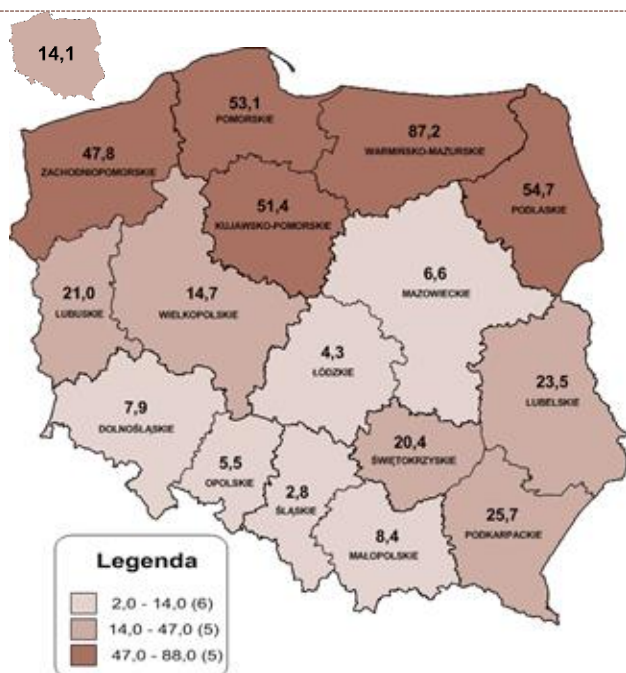 14,1
53,1
POMORSKIE
87,2
WARMIŃSKO-MAZURSKIE
47,8
ZACHODNIOPOMORSKIE
54,7
PODLASKIE
51,4
KUJAWSKO-POMORSKIE
6,6
MAZOWIECKIE
21,0
LUBUSKIE
14,7
WIELKOPOLSKIE
4,3
ŁÓDZKIE
23,5
LUBELSKIE
7,9
DOLNOŚLĄSKIE
20,4
ŚWIĘTOKRZYSKIE
5,5
OPOLSKIE
2,8
ŚLĄSKIE
8,4
MAŁOPOLSKIE
25,7
PODKARPACKIE
Legenda
2,0 - 14,0 (6)
14,0 - 47,0 (5)
47,0 - 88,0 (5)